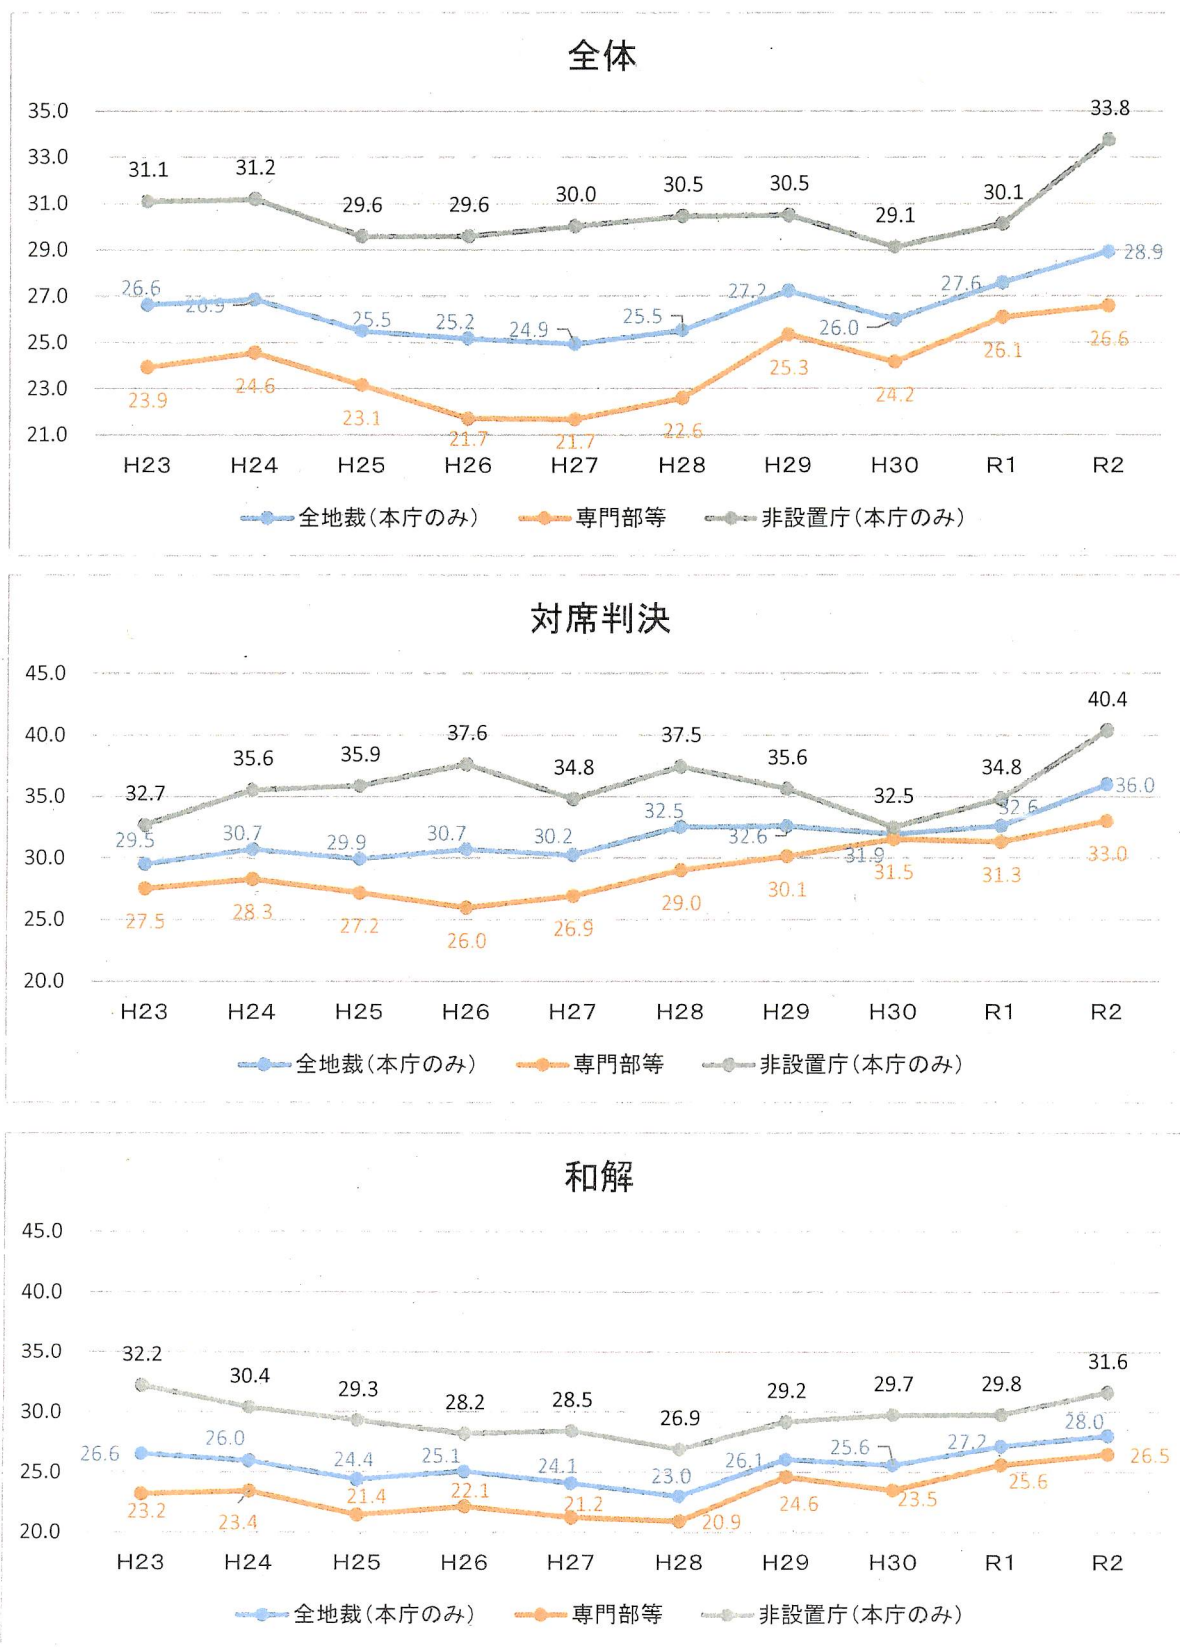 全体
35.0
33.0
31.0
29.0
27.0
25.0
23.0
21.0
31.1 31.2 29.6 29.6 30.0 30.5 30.5 29.1 30.1 33.8
26.6 26.9 25.5 25.2 24.9 25.5 27.2 26.0 27.6 28.9
23.9 24.6 23.1 21.7 21.7 22.6 25.3 24.2 26.1 26.6
H23 H24 H25 H26 H27 H28 H29 H30 R1 R2
全地裁(本庁のみ) 専門部等 非設置庁(本庁のみ)
対席判決
45.0
40.0
35.0
30.0
25.0
20.0
32.7 35.6 35.9 37.6 34.8 37.5 35.6 32.5 34.8 40.4
29.5 30.7 29.9 30.7 30.2 32.5 32.6 31.9 32.6 36.0
27.5 28.3 27.2 26.0 26.9 29.0 30.1 31.5 31.3 33.0
H23 H24 H25 H26 H27 H28 H29 H30 R1 R2
全地裁(本庁のみ) 専門部等 非設置庁(本庁のみ)
和解
45.0
40.0
35.0
30.0
25.0
20.0
32.2 30.4 29.3 28.2 28.5 26.9 29.2 29.7 29.8 31.6
26.6 26.0 24.4 25.1 24.1 23.0 26.1 25.6 27.2 28.0
23.2 23.4 21.4 22.1 21.2 20.9 24.6 23.5 25.6 26.5
H23 H24 H25 H26 H27 H28 H29 H30 R1 R2
全地裁(本庁のみ) 専門部等 非設置庁(本庁のみ)